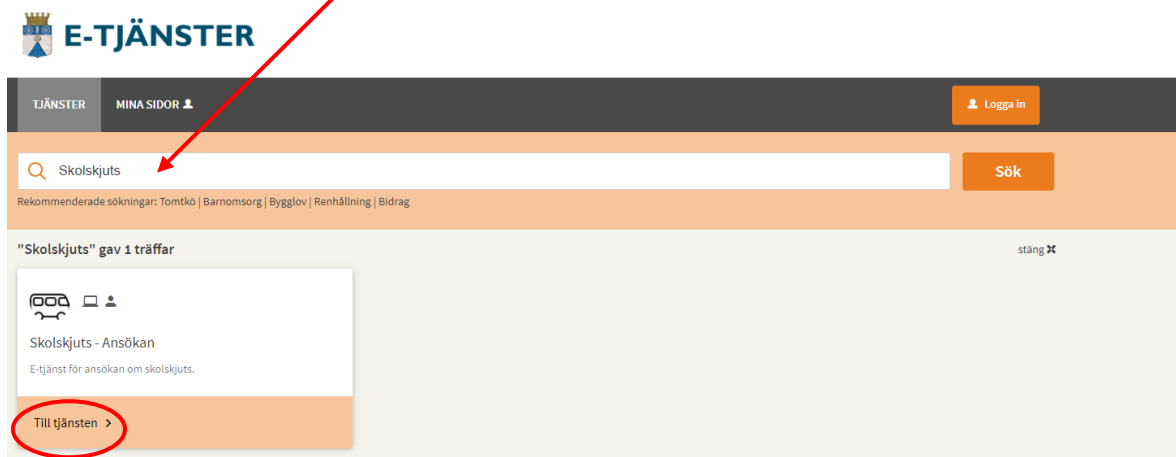 E-TJÄNSTER
TJÄNSTER MINA SIDOR Logga in
Skolskjuts Sök
Rekommenderade sökningar: Tomtkö | Barnomsorg | Bygglov | Renhållning | Bidrag
"Skolskjuts" gav 1 träffar stäng
Skolskjuts - Ansökan
E-tjänst för ansökan om skolskjuts.
Till tjänsten >